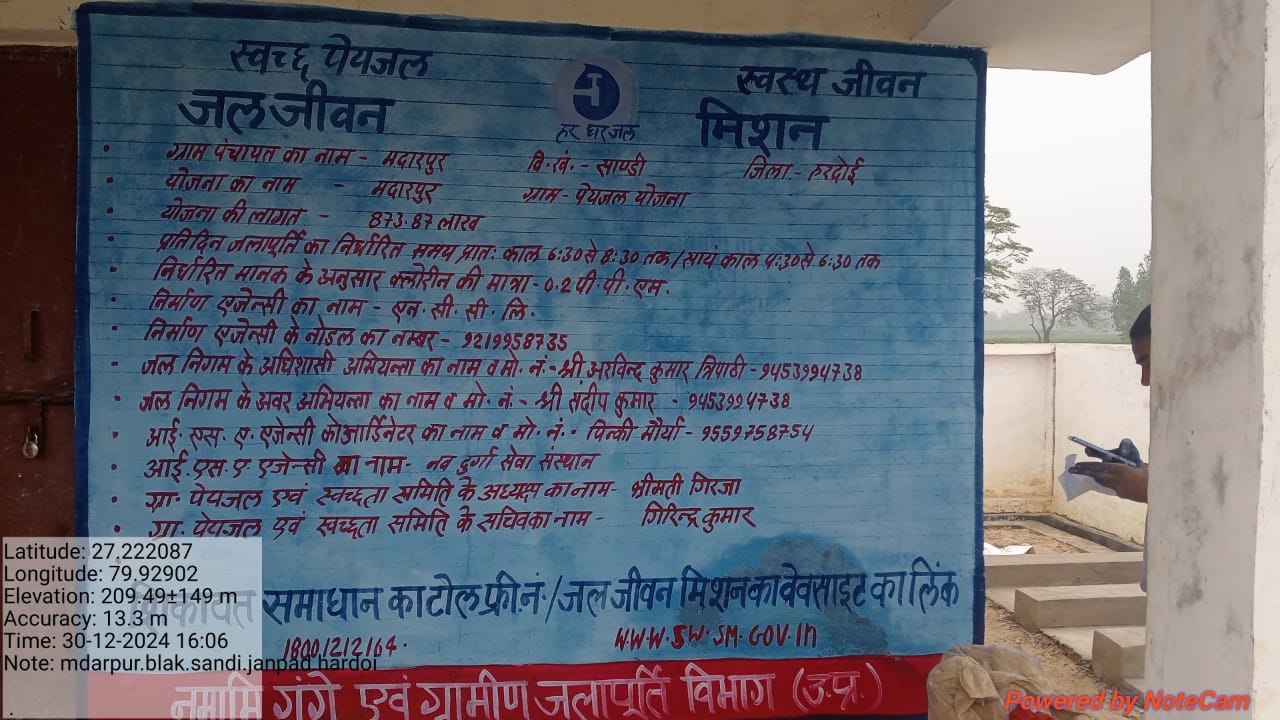 स्वच्छ पेयजल स्वस्थ जीवन
जल जीवन मिशन
हर घर जल
• ग्राम पंचायत का नाम - मदारपुर वि.खं.- साण्डी जिला - हरदोई
• योजना का नाम - मदारपुर ग्राम - पेयजल योजना
• योजना की लागत - 873.87 लाख
• प्रतिदिन जलापूर्ति का निर्धारित समय प्रातः काल 6:30 से 8:30 तक / सायं काल 4:30 से 6:30 तक
• निर्धारित मानक के अनुसार क्लोरीन की मात्रा - 0.2 पी.पी.एम.
• निर्माण एजेन्सी का नाम - एन.सी.सी.लि.
• निर्माण एजेन्सी के नोडल का नम्बर - 9219958735
• जल निगम के अधिशासी अभियन्ता का नाम व मो. नं.- श्री अरविन्द कुमार त्रिपाठी - 9453994738
• जल निगम के अवर अभियन्ता का नाम व मो. नं.- श्री संदीप कुमार - 9453994738
• आई.एस.ए. एजेन्सी कोआर्डिनेटर का नाम व मो. नं.- पिन्की मौर्या - 9559758754
• आई.एस.ए एजेन्सी का नाम- नव दुर्गा सेवा संस्थान
• ग्रा. पेयजल एवं स्वच्छता समिति के अध्यक्ष का नाम- श्रीमती गिरजा
• ग्रा. पेयजल एवं स्वच्छता समिति के सचिव का नाम - गिरिन्द्र कुमार
समाधान का टोल फ्री नं./जल जीवन मिशन का वेवसाइट का लिंक
18001212164. WWW.SW.SM.GOV.in
नमामि गंगे एवं ग्रामीण जलापूर्ति विभाग (उ.प्र.)
Latitude: 27.222087
Longitude: 79.92902
Elevation: 209.49±149 m
Accuracy: 13.3 m
Time: 30-12-2024 16:06
Note: mdarpur.blak.sandi.janpad hardoi
Powered by NoteCam